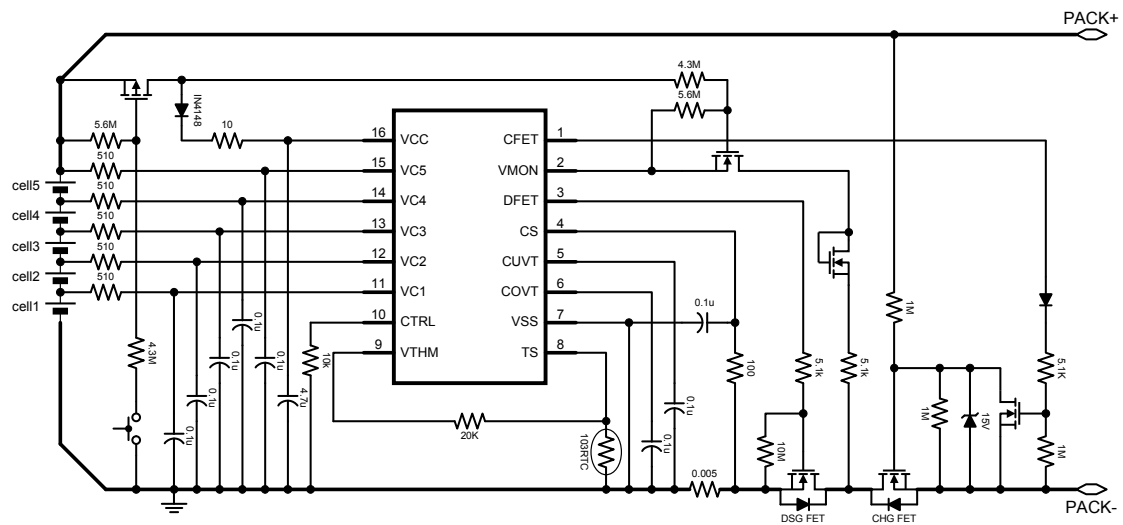 PACK+
4.3M
5.6M
IN4148
10
5.6M
510
510
510
510
510
cell5
cell4
cell3
cell2
cell1
16 VCC
15 VC5
14 VC4
13 VC3
12 VC2
11 VC1
10 CTRL
9 VTHM
CFET 1
VMON 2
DFET 3
CS 4
CUVT 5
COVT 6
VSS 7
TS 8
0.1u
1M
4.3M
0.1u
0.1u
0.1u
0.1u
0.1u
4.7u
10k
20K
103RTC
0.1u
0.1u
100
5.1k
5.1k
10M
1M
15V
5.1K
1M
0.005
DSG FET
CHG FET
PACK-